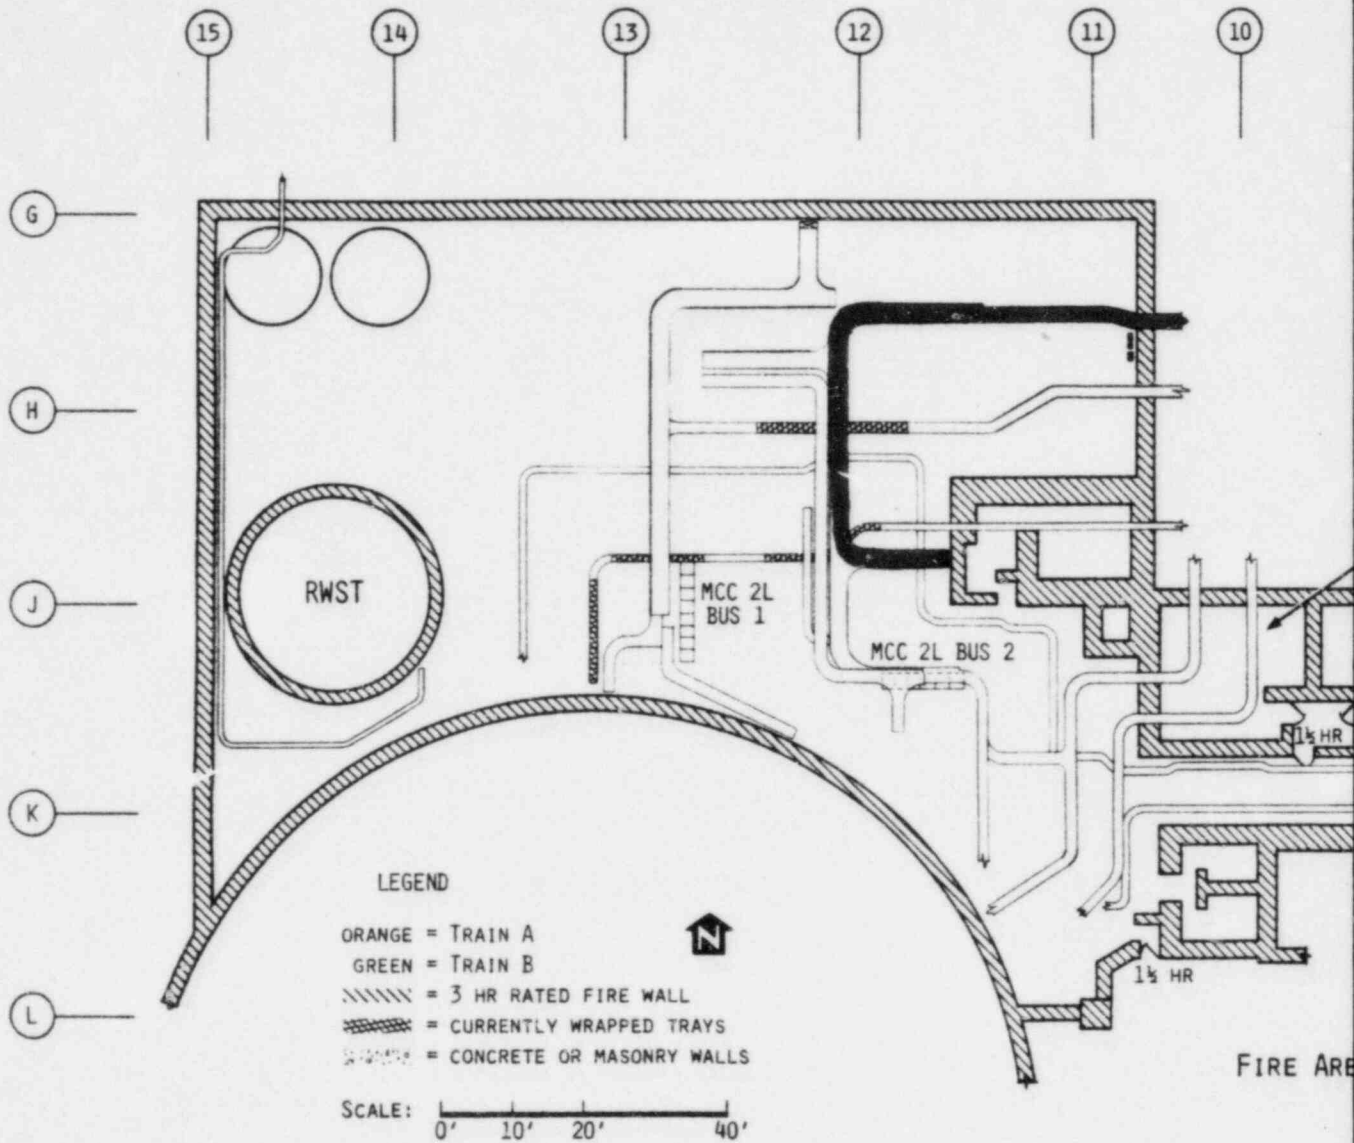 15 14 13 12 11 10
G
H
J
K
L
RWST
MCC 2L
BUS 1
MCC 2L BUS 2
1½ HR
1½ HR
LEGEND
N
ORANGE = TRAIN A
GREEN = TRAIN B
= 3 HR RATED FIRE WALL
= CURRENTLY WRAPPED TRAYS
= CONCRETE OR MASONRY WALLS
SCALE:
0' 10' 20' 40'
FIRE ARE